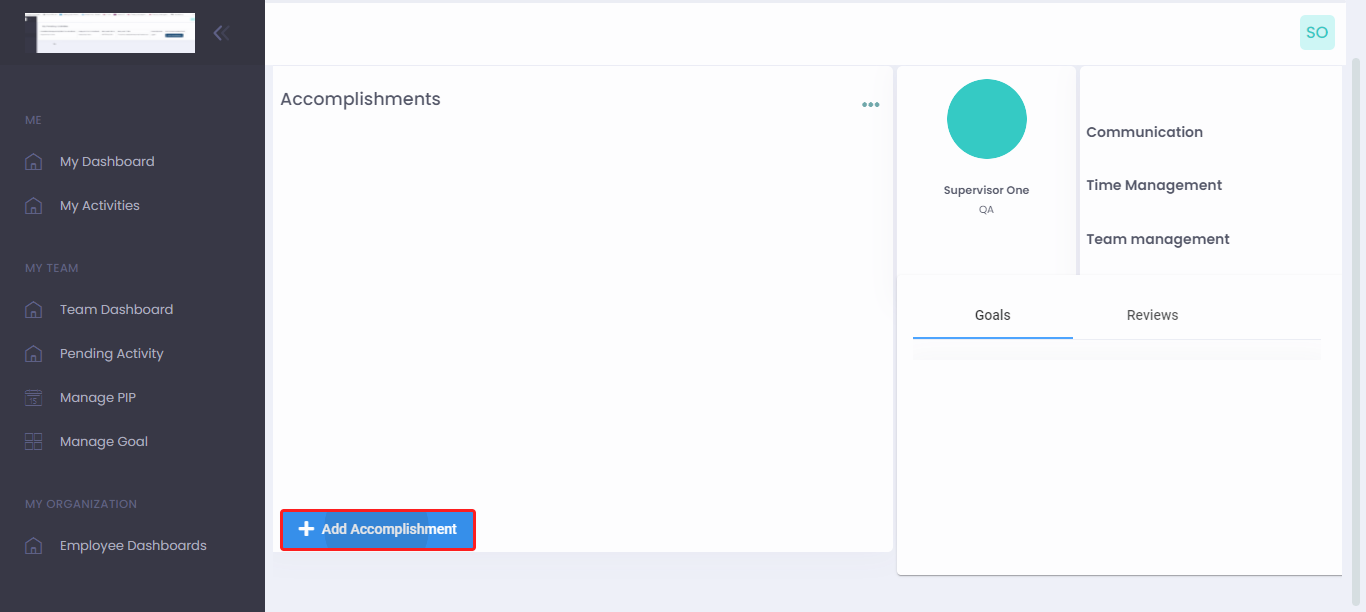 SO
ME
My Dashboard
My Activities
MY TEAM
Team Dashboard
Pending Activity
Manage PIP
Manage Goal
MY ORGANIZATION
Employee Dashboards
Accomplishments
Add Accomplishment
Supervisor One
QA
Communication
Time Management
Team management
Goals
Reviews